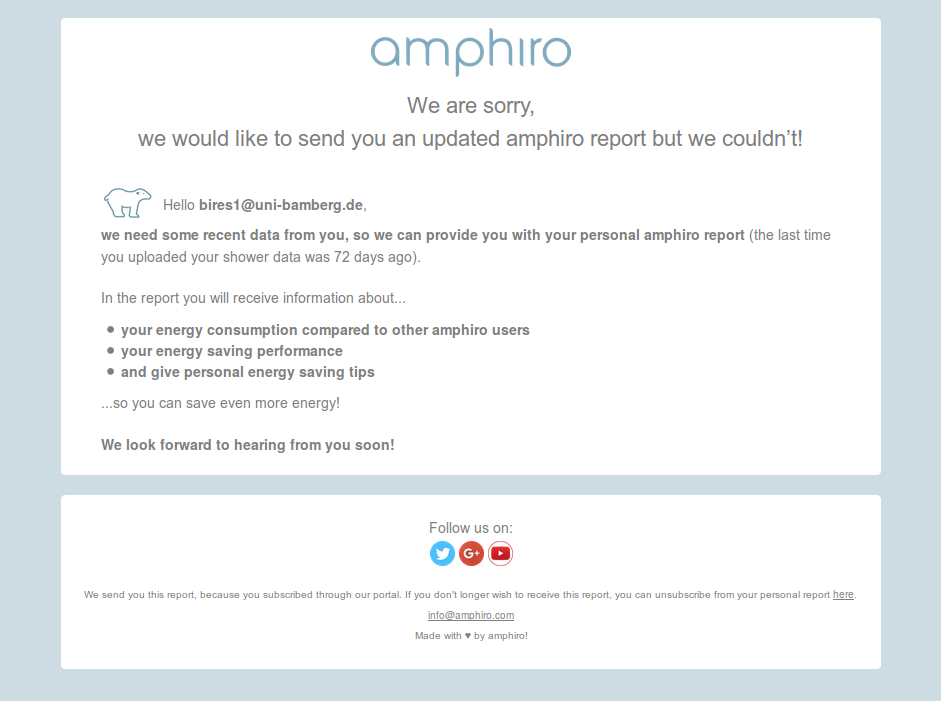 amphiro
We are sorry,
we would like to send you an updated amphiro report but we couldn’t!
Hello bires1@uni-bamberg.de,
we need some recent data from you, so we can provide you with your personal amphiro report (the last time
you uploaded your shower data was 72 days ago).
In the report you will receive information about...
● your energy consumption compared to other amphiro users
● your energy saving performance
● and give personal energy saving tips
...so you can save even more energy!
We look forward to hearing from you soon!
Follow us on:
G+
We send you this report, because you subscribed through our portal. If you don't longer wish to receive this report, you can unsubscribe from your personal report here.
info@amphiro.com
Made with ♥ by amphiro!